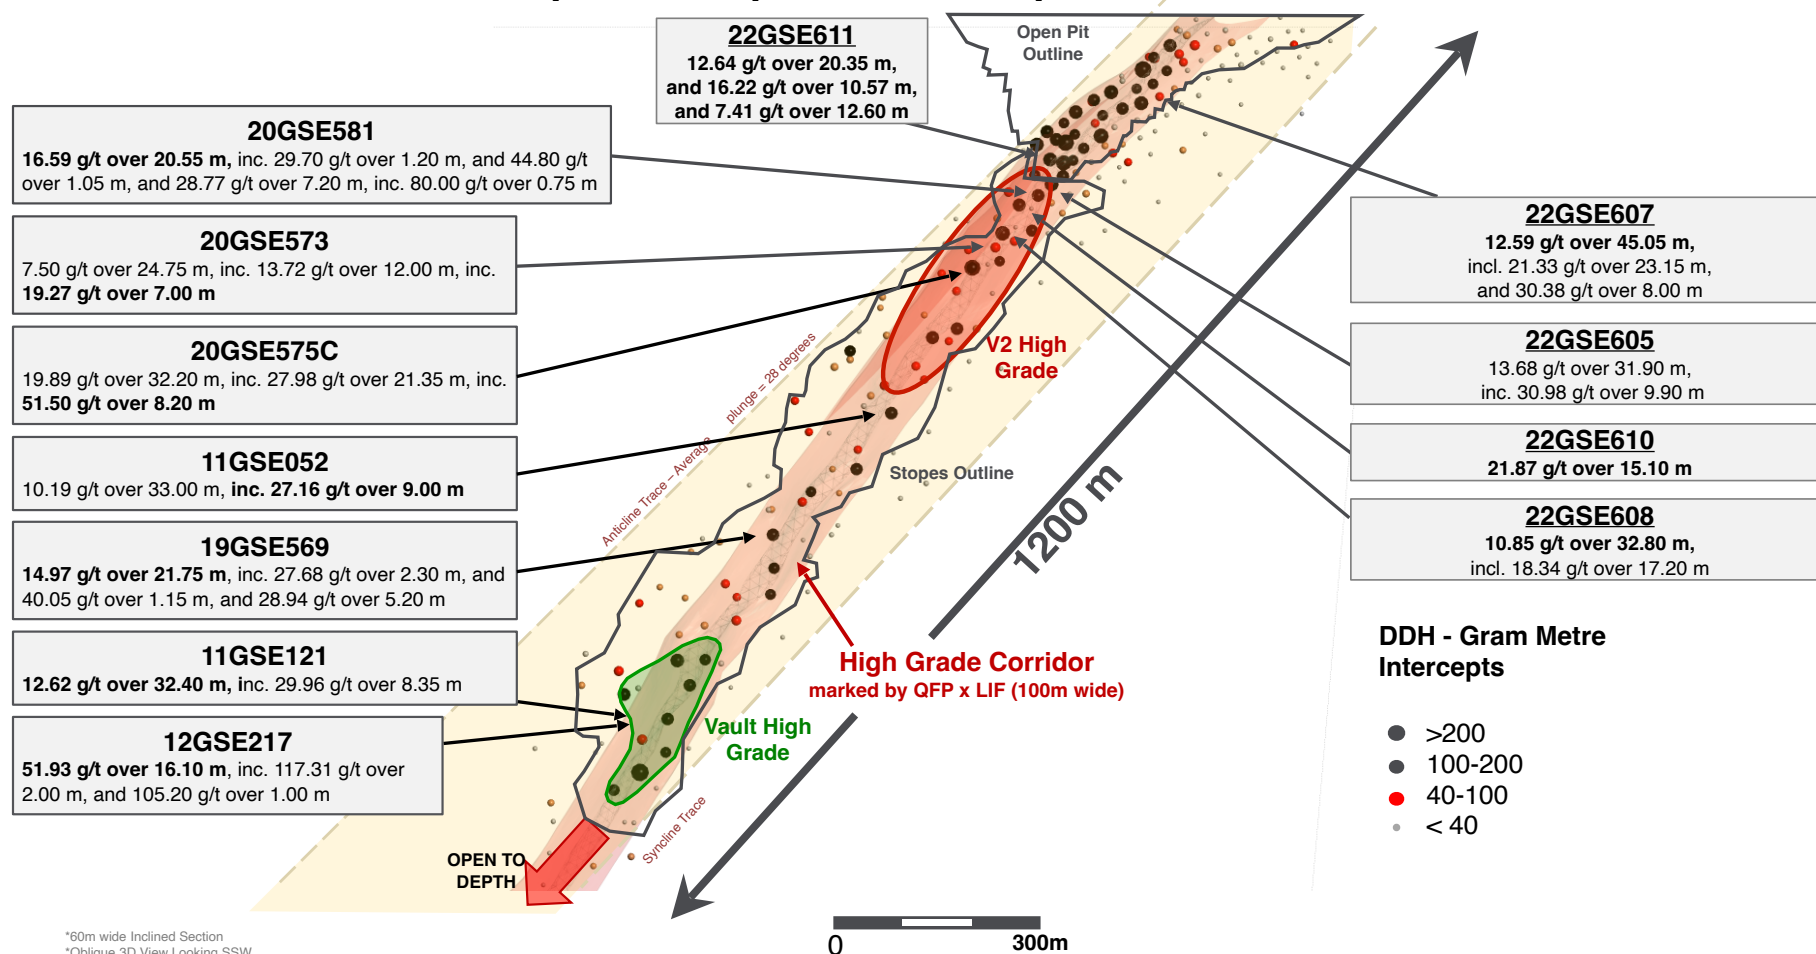 22GSE611
12.64 g/t over 20.35 m,
and 16.22 g/t over 10.57 m,
and 7.41 g/t over 12.60 m
Open Pit
Outline
20GSE581
16.59 g/t over 20.55 m, inc. 29.70 g/t over 1.20 m, and 44.80 g/t
over 1.05 m, and 28.77 g/t over 7.20 m, inc. 80.00 g/t over 0.75 m
20GSE573
7.50 g/t over 24.75 m, inc. 13.72 g/t over 12.00 m, inc.
19.27 g/t over 7.00 m
20GSE575C
19.89 g/t over 32.20 m, inc. 27.98 g/t over 21.35 m, inc.
51.50 g/t over 8.20 m
11GSE052
10.19 g/t over 33.00 m, inc. 27.16 g/t over 9.00 m
19GSE569
14.97 g/t over 21.75 m, inc. 27.68 g/t over 2.30 m, and
40.05 g/t over 1.15 m, and 28.94 g/t over 5.20 m
11GSE121
12.62 g/t over 32.40 m, inc. 29.96 g/t over 8.35 m
12GSE217
51.93 g/t over 16.10 m, inc. 117.31 g/t over
2.00 m, and 105.20 g/t over 1.00 m
22GSE607
12.59 g/t over 45.05 m,
incl. 21.33 g/t over 23.15 m,
and 30.38 g/t over 8.00 m
22GSE605
13.68 g/t over 31.90 m,
inc. 30.98 g/t over 9.90 m
22GSE610
21.87 g/t over 15.10 m
22GSE608
10.85 g/t over 32.80 m,
incl. 18.34 g/t over 17.20 m
V2 High
Grade
Anticline Trace – Average plunge = 28 degrees
Stopes Outline
1200 m
High Grade Corridor
marked by QFP x LIF (100m wide)
Vault High
Grade
Syncline Trace
OPEN TO
DEPTH
DDH - Gram Metre
Intercepts
>200
100-200
40-100
< 40
0
300m
*60m wide Inclined Section
*Oblique 3D View Looking SSW